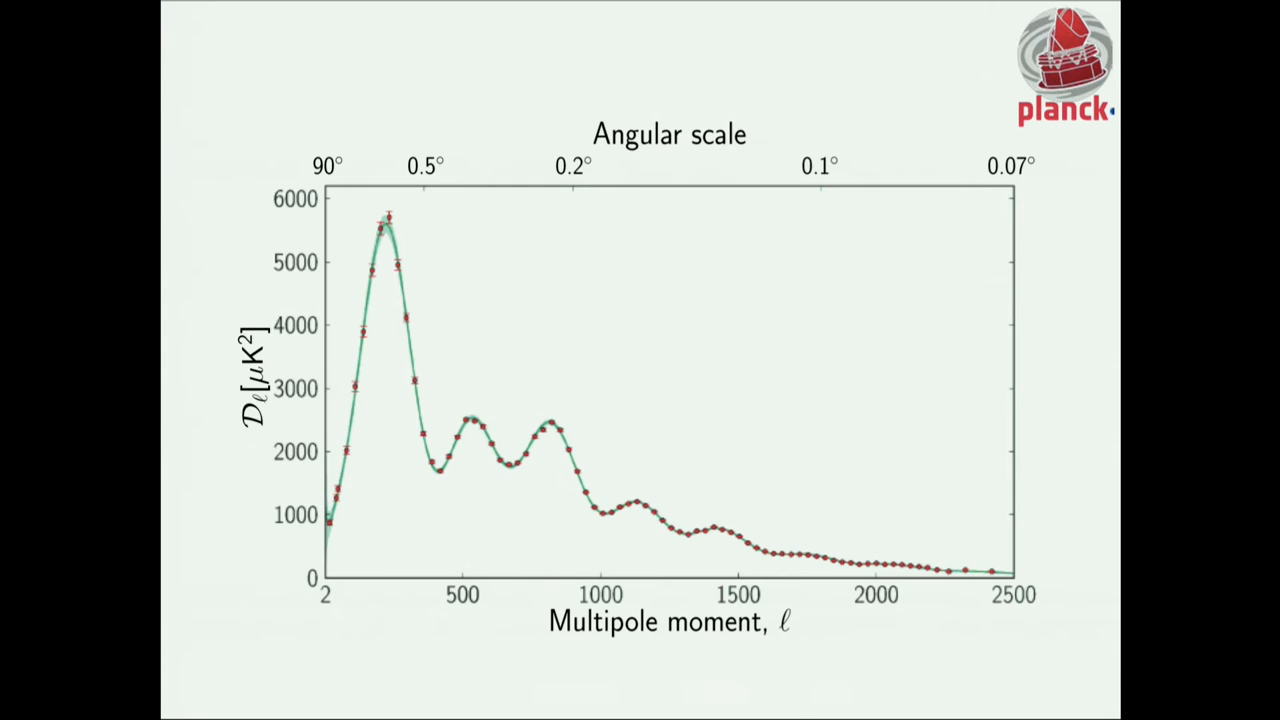 planck
Angular scale
90° 0.5° 0.2° 0.1° 0.07°
6000
5000
4000
3000
2000
1000
0
𝒟ℓ[μK²]
2 500 1000 1500 2000 2500
Multipole moment, ℓ